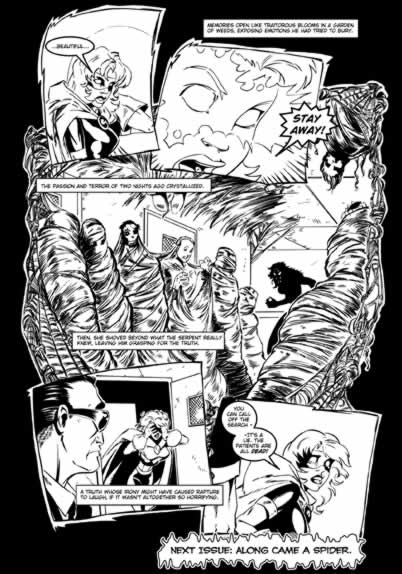 MEMORIES OPEN LIKE TRAITOROUS BLOOMS IN A GARDEN
OF WEEDS, EXPOSING EMOTIONS HE HAD TRIED TO BURY.
...BEAUTIFUL...
STAY
AWAY!
THE PASSION AND TERROR OF TWO NIGHTS AGO CRYSTALLIZED.
THEN, SHE SHOVED BEYOND WHAT THE SERPENT REALLY
KNEW, LEAVING HIM GRASPING FOR THE TRUTH.
YOU CAN
CALL OFF
THE
SEARCH -
-IT'S A
LIE. THE
PATIENTS ARE
ALL DEAD!
A TRUTH WHOSE IRONY MIGHT HAVE CAUSED RAPTURE
TO LAUGH, IF IT WASN'T ALTOGETHER SO HORRIFYING.
NEXT ISSUE: ALONG CAME A SPIDER.